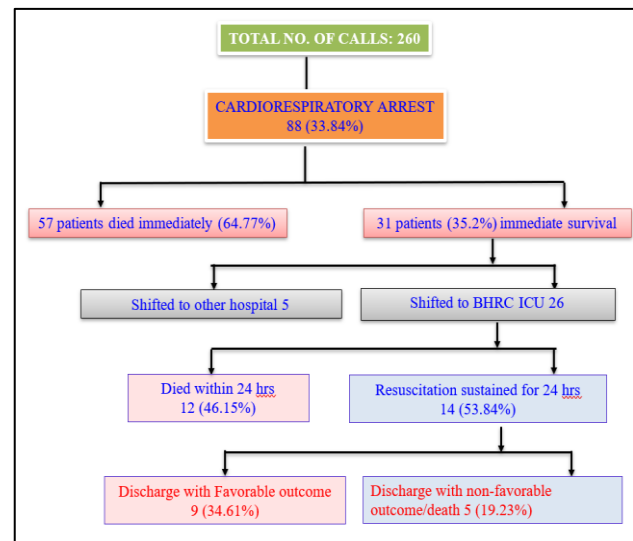 TOTAL NO. OF CALLS: 260
CARDIORESPIRATORY ARREST
88 (33.84%)
57 patients died immediately (64.77%)
31 patients (35.2%) immediate survival
Shifted to other hospital 5
Shifted to BHRC ICU 26
Died within 24 hrs
12 (46.15%)
Resuscitation sustained for 24 hrs
14 (53.84%)
Discharge with Favorable outcome
9 (34.61%)
Discharge with non-favorable
outcome/death 5 (19.23%)